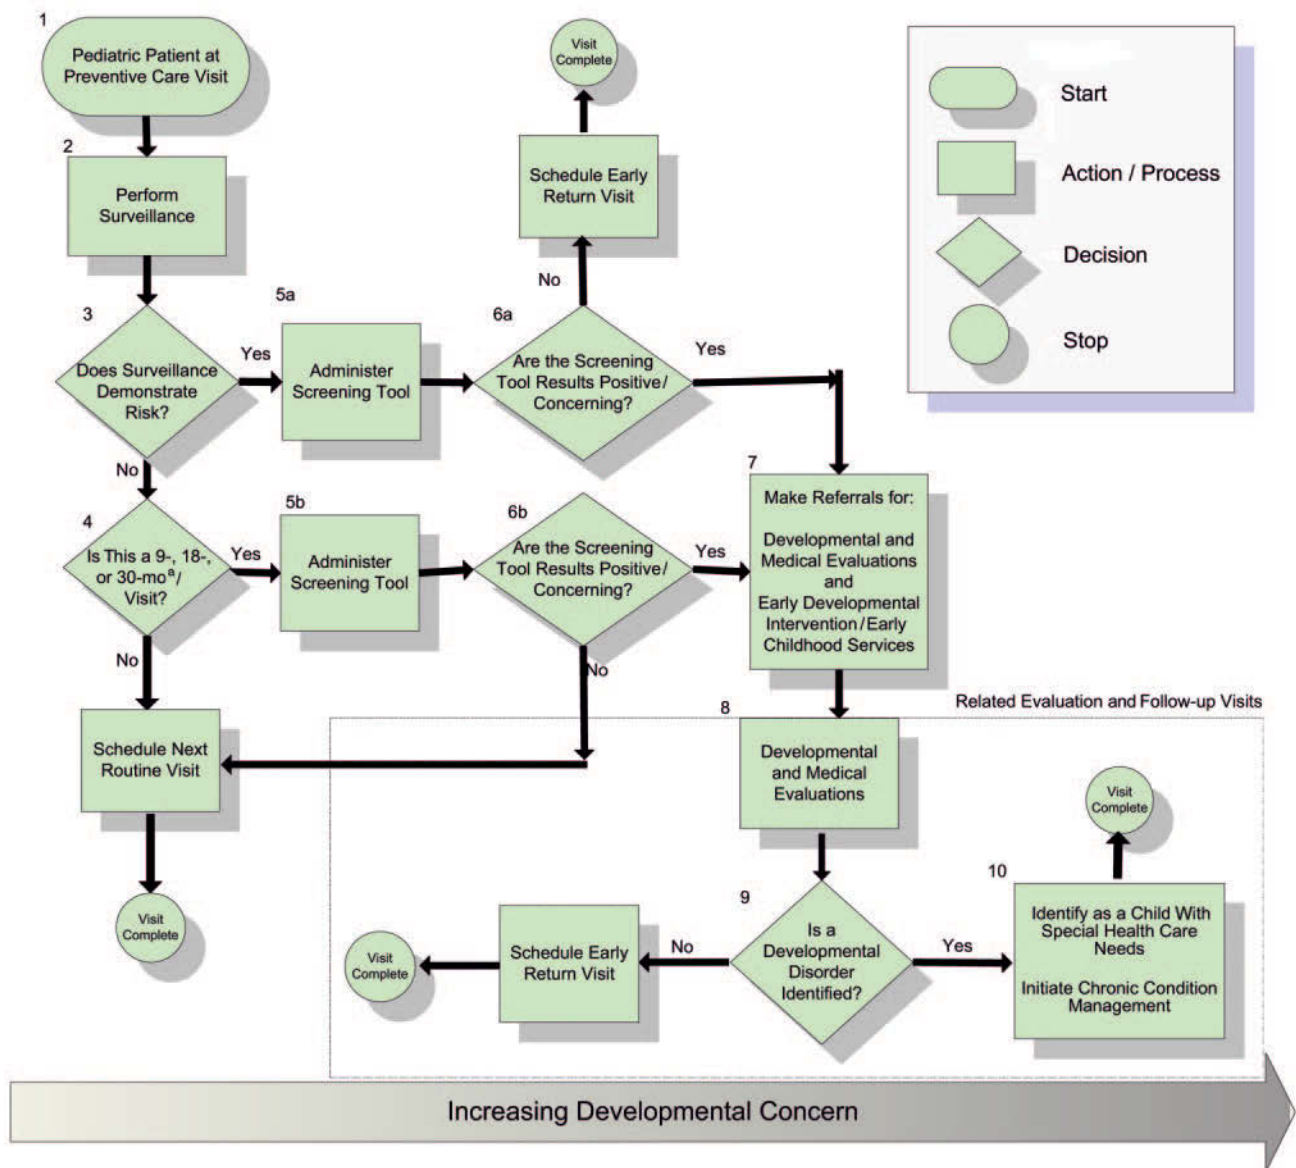 1
Pediatric Patient at
Preventive Care Visit
2
Perform
Surveillance
3
Does Surveillance
Demonstrate
Risk?
Yes
No
5a
Administer
Screening Tool
6a
Are the Screening
Tool Results Positive/
Concerning?
No
Yes
Schedule Early
Return Visit
Visit
Complete
Start
Action / Process
Decision
Stop
4
Is This a 9-, 18-,
or 30-moᵃ/
Visit?
Yes
No
5b
Administer
Screening Tool
6b
Are the Screening
Tool Results Positive/
Concerning?
Yes
No
7
Make Referrals for:
Developmental and
Medical Evaluations
and
Early Developmental
Intervention/Early
Childhood Services
Schedule Next
Routine Visit
Visit
Complete
Related Evaluation and Follow-up Visits
8
Developmental
and Medical
Evaluations
9
Is a
Developmental
Disorder
Identified?
No
Yes
Schedule Early
Return Visit
Visit
Complete
10
Identify as a Child With
Special Health Care
Needs
Initiate Chronic Condition
Management
Visit
Complete
Increasing Developmental Concern